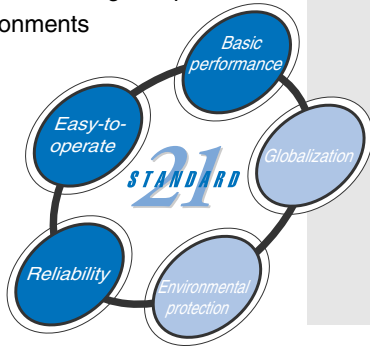 onments
Basic
performance
Easy-to-
operate
Globalization
STANDARD
21
Reliability
Environmental
protection